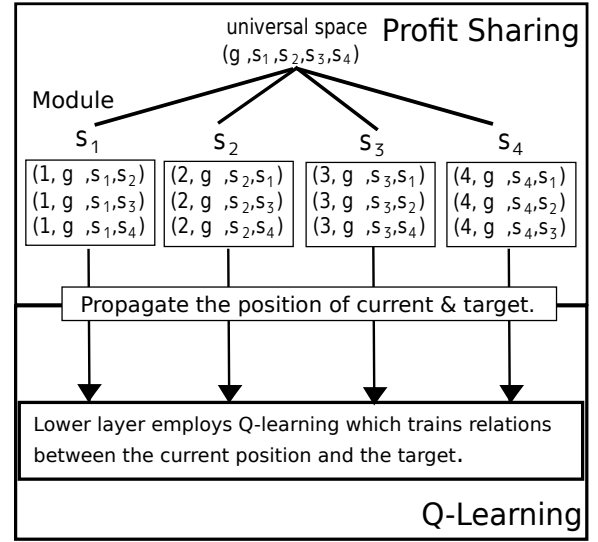 universal space
Profit Sharing
(g ,s₁,s₂,s₃,s₄)
Module
s₁ s₂ s₃ s₄
(1, g ,s₁,s₂) (2, g ,s₂,s₁) (3, g ,s₃,s₁) (4, g ,s₄,s₁)
(1, g ,s₁,s₃) (2, g ,s₂,s₃) (3, g ,s₃,s₂) (4, g ,s₄,s₂)
(1, g ,s₁,s₄) (2, g ,s₂,s₄) (3, g ,s₃,s₄) (4, g ,s₄,s₃)
Propagate the position of current & target.
Lower layer employs Q-learning which trains relations
between the current position and the target.
Q-Learning